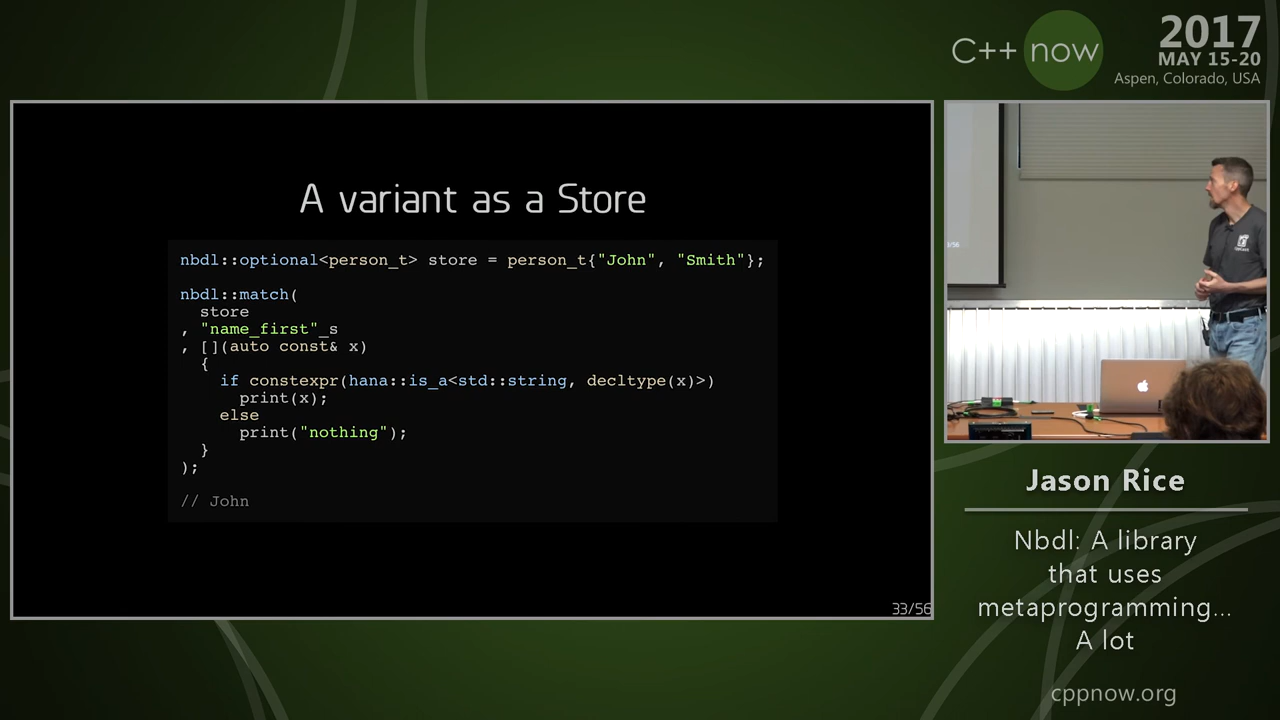 C++ now
2017
MAY 15-20
Aspen, Colorado, USA
A variant as a Store
nbdl::optional<person_t> store = person_t{"John", "Smith"};
nbdl::match(
store
, "name_first"_s
, [](auto const& x)
{
if constexpr(hana::is_a<std::string, decltype(x)>)
print(x);
else
print("nothing");
}
);
// John
33/56
Jason Rice
Nbdl: A library
that uses
metaprogramming...
A lot
cppnow.org